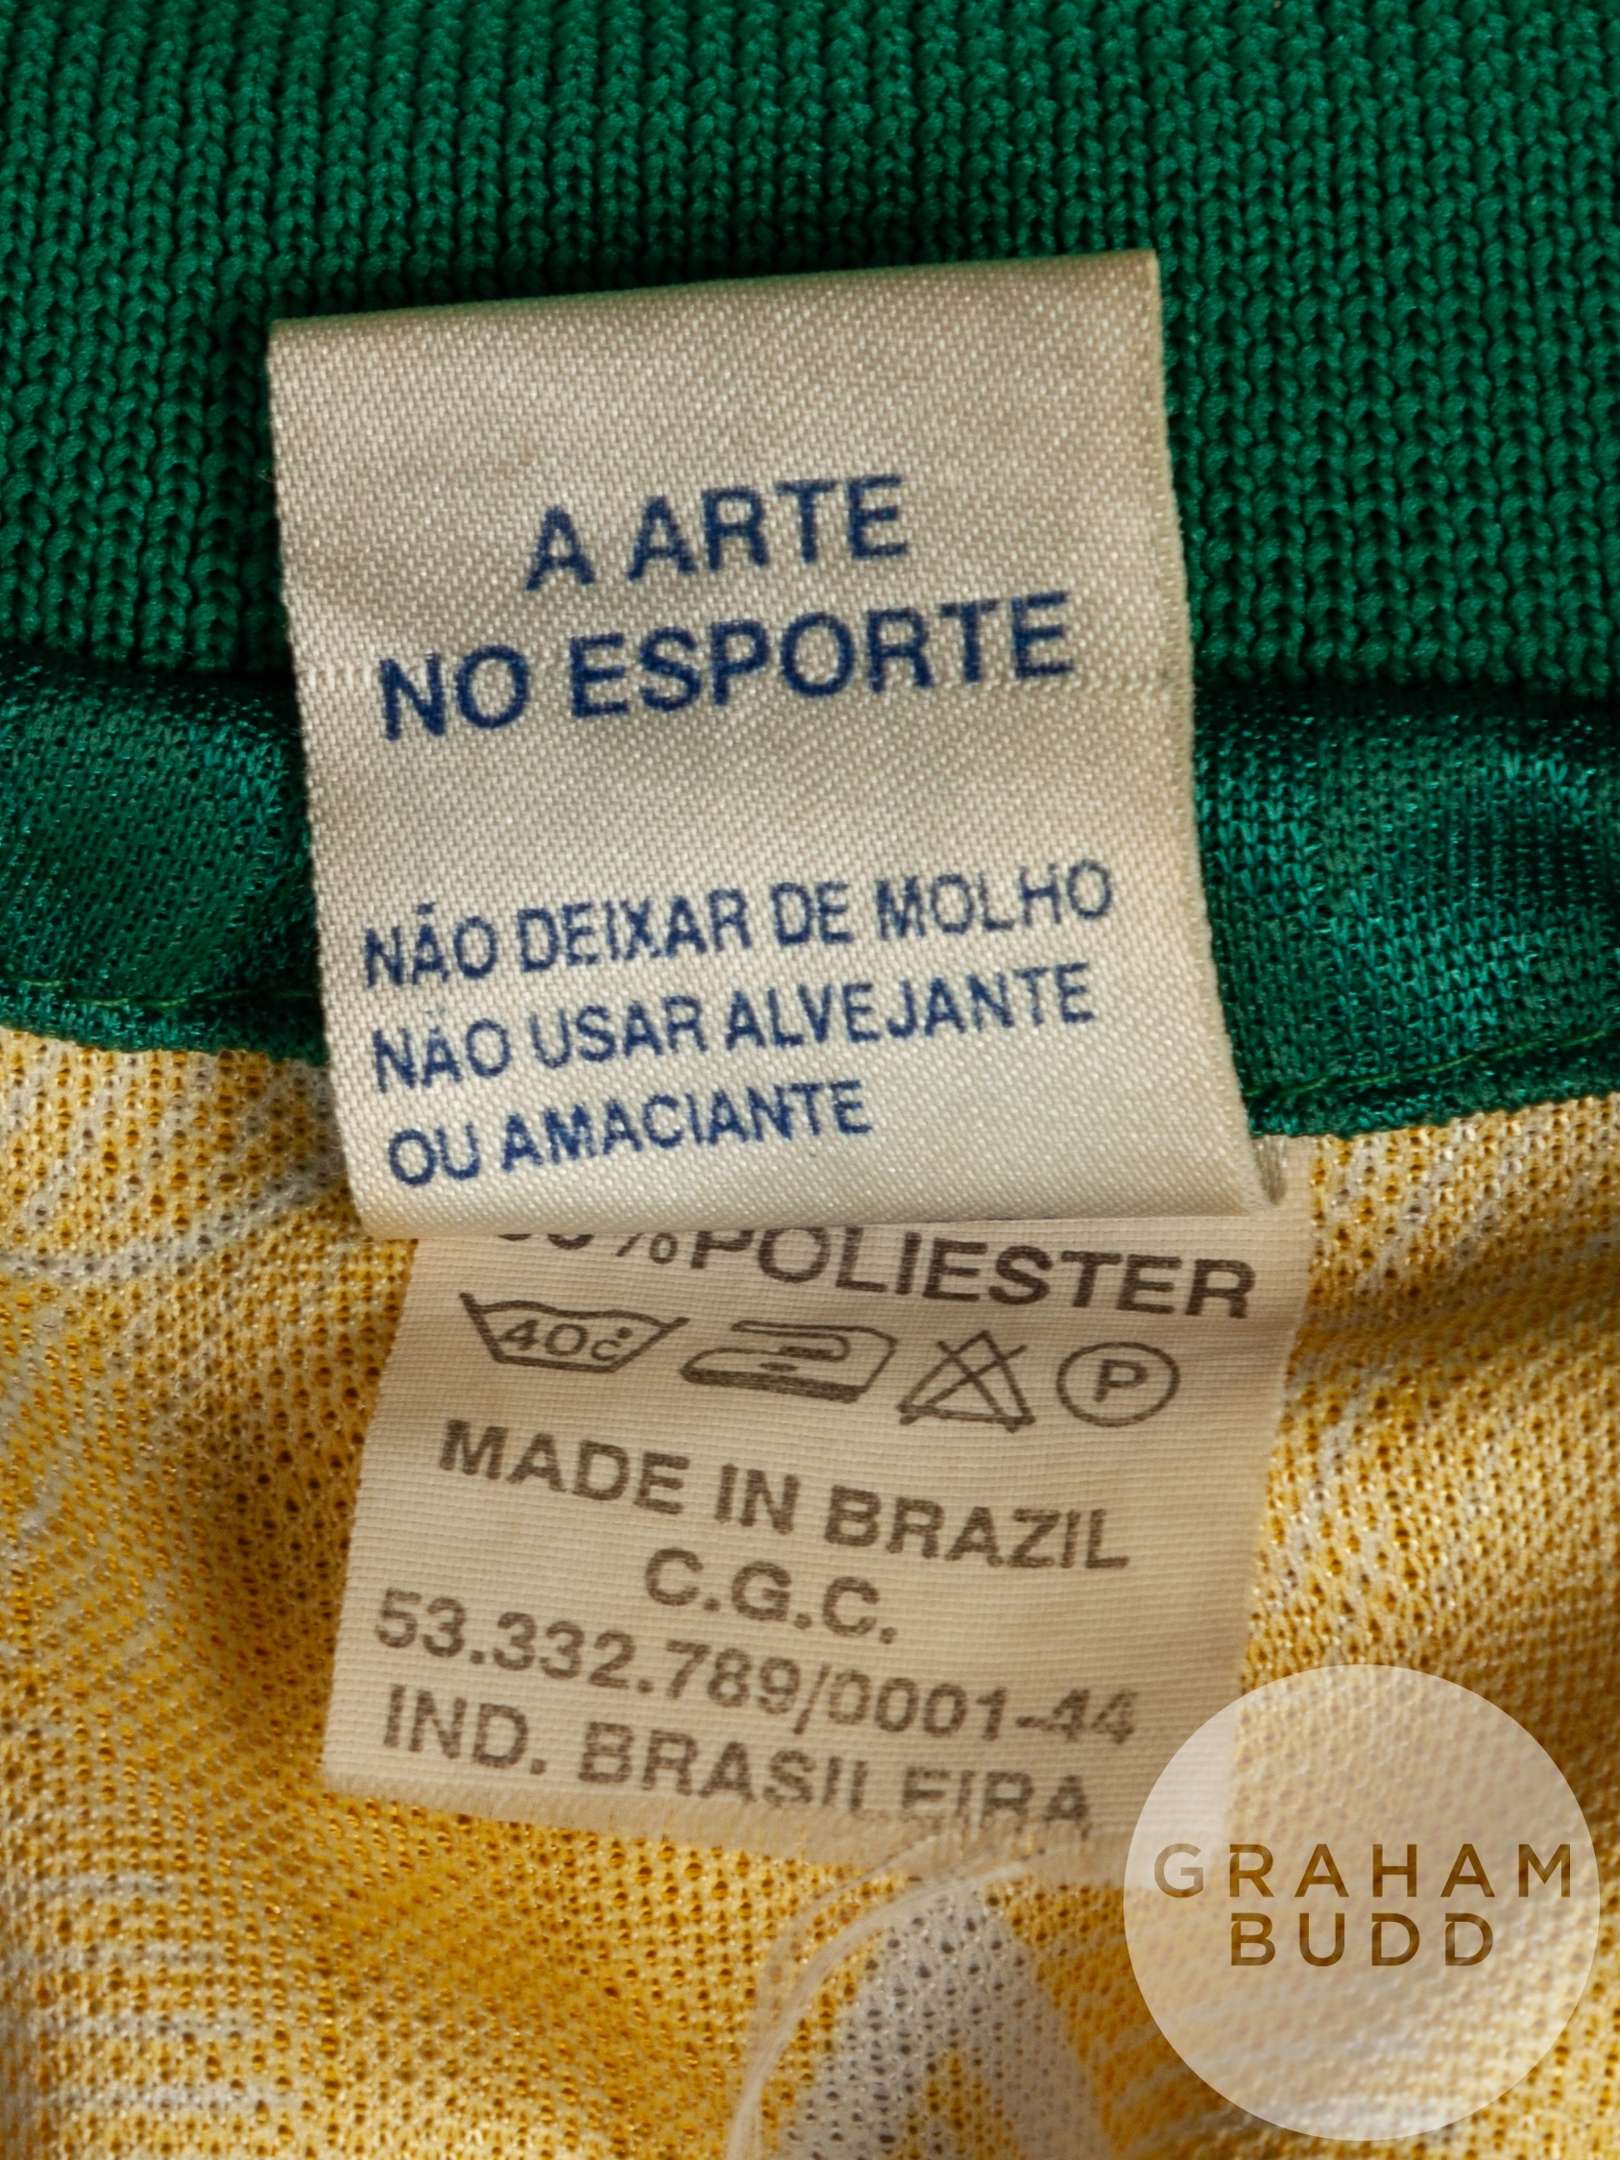 A ARTE
NO ESPORTE
NÃO DEIXAR DE MOLHO
NÃO USAR ALVEJANTE
OU AMACIANTE
POLIESTER
40c
P
MADE IN BRAZIL
C.G.C.
53.332.789/0001-44
IND. BRASILEIRA
GRAHAM
BUDD